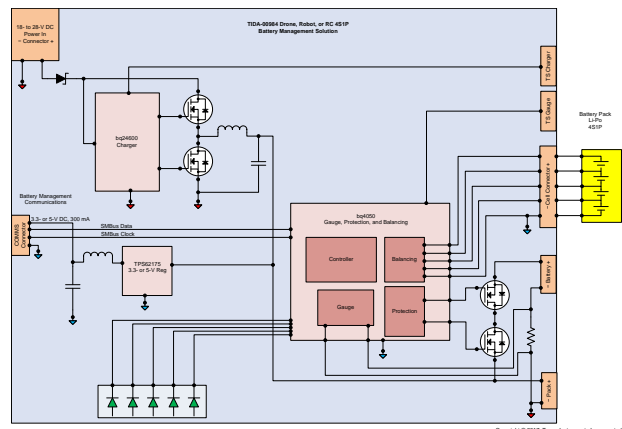 TIDA-00984 Drone, Robot, or RC 4S1P
Battery Management Solution
18- to 28-V DC
Power In
− Connector +
TS Charger
TS Gauge
bq24600
Charger
Battery Pack
Li-Po
4S1P
− Cell Connector +
Battery Management
Communications
3.3- or 5-V DC, 300 mA
COMMS
Connector
SMBus Data
SMBus Clock
bq4050
Gauge, Protection, and Balancing
Controller
Balancing
TPS62175
3.3- or 5-V Reg
Gauge
Protection
− Battery +
− Pack +